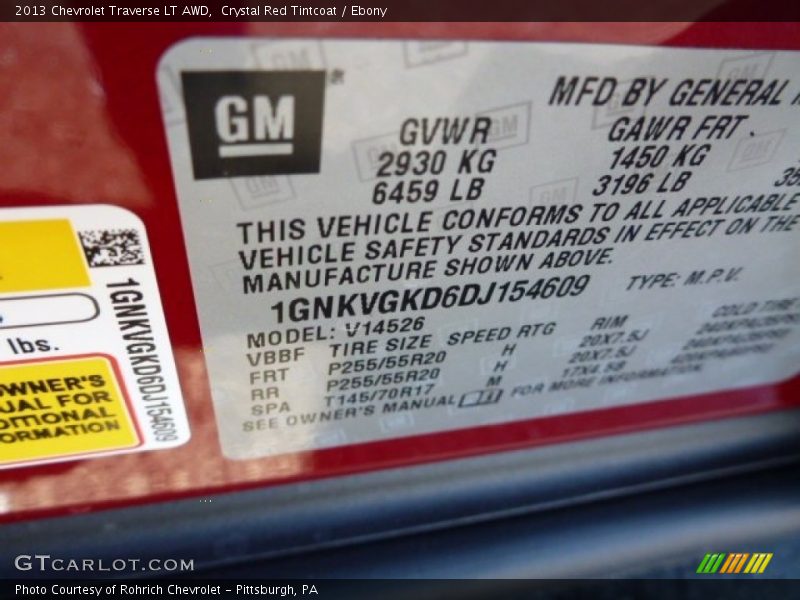 2013 Chevrolet Traverse LT AWD,  Crystal Red Tintcoat / Ebony
GM
MFD BY GENERAL
GVWR
2930 KG
6459 LB
GAWR FRT
1450 KG
3196 LB
THIS VEHICLE CONFORMS TO ALL APPLICABLE
VEHICLE SAFETY STANDARDS IN EFFECT ON THE
MANUFACTURE SHOWN ABOVE.
1GNKVGKD6DJ154609
TYPE: M.P.V.
MODEL: V14526
VBBF TIRE SIZE SPEED RTG RIM COLD TIRE
FRT P255/55R20 H 20X7.5J
RR P255/55R20 H 20X7.5J
SPA T145/70R17 M 17X4.5B
SEE OWNER'S MANUAL FOR MORE INFORMATION
lbs.
OWNER'S
UAL FOR
DITIONAL
ORMATION
1GNKVGKD6DJ154609
GTCARLOT.COM
Photo Courtesy of Rohrich Chevrolet - Pittsburgh, PA